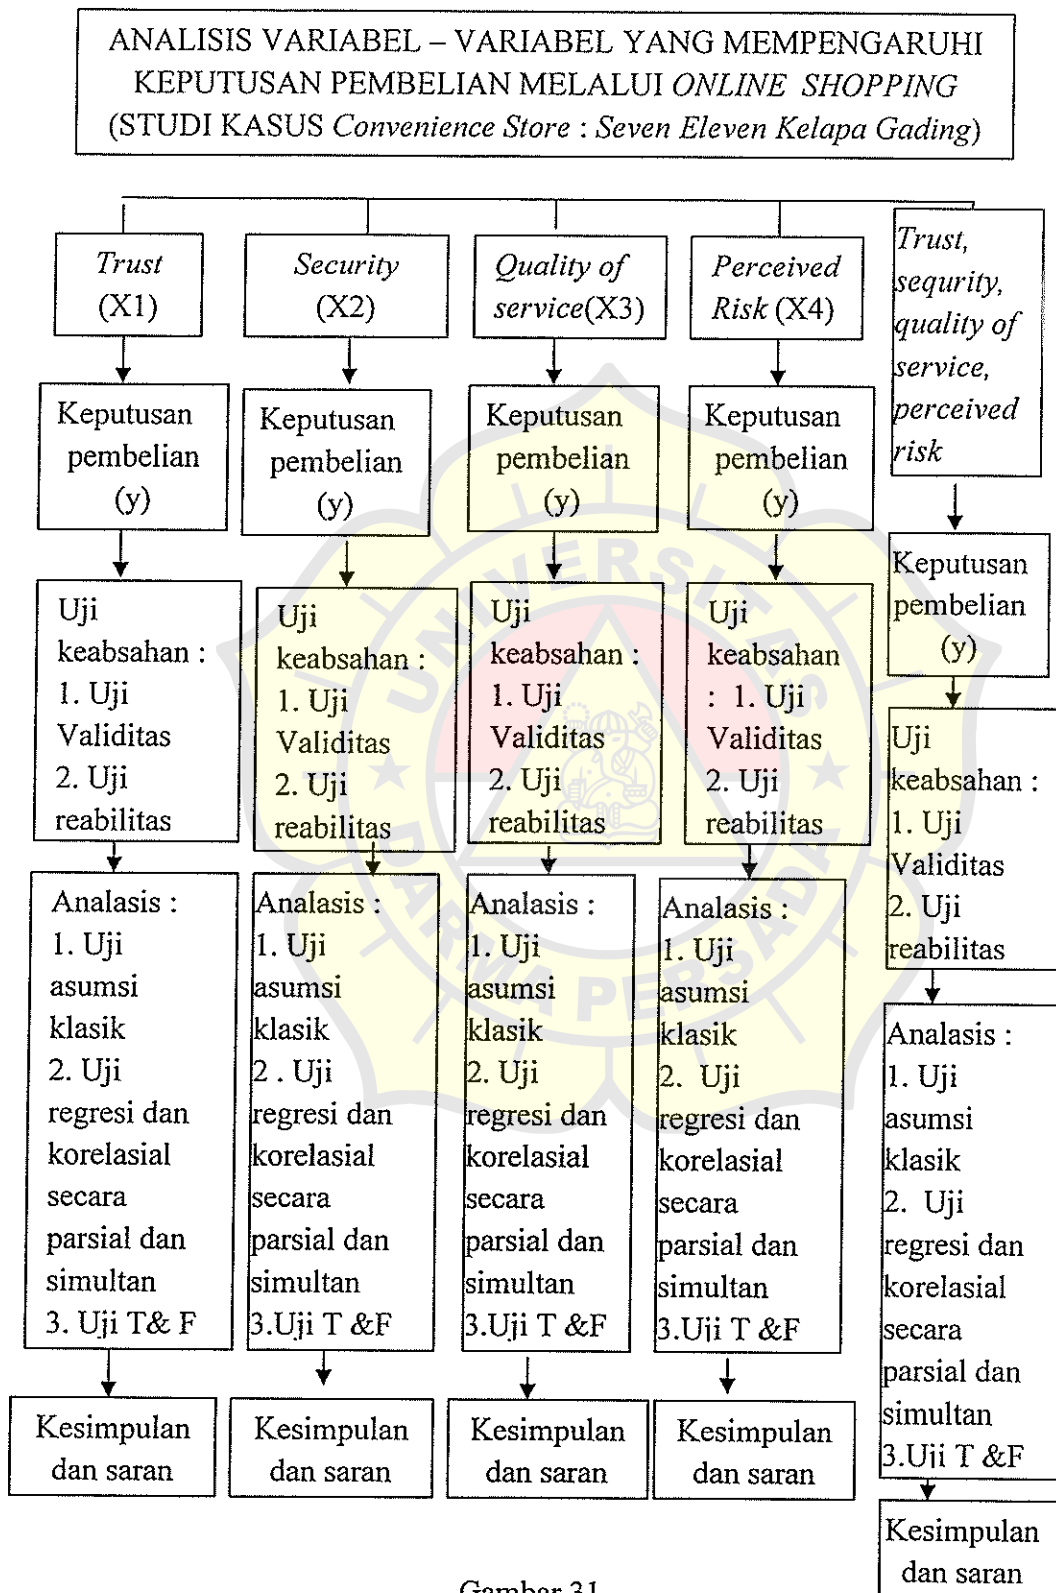 ANALISIS VARIABEL – VARIABEL YANG MEMPENGARUHI
KEPUTUSAN PEMBELIAN MELALUI ONLINE SHOPPING
(STUDI KASUS Convenience Store : Seven Eleven Kelapa Gading)
Trust
(X1)
Keputusan
pembelian
(y)
Uji
keabsahan :
1. Uji
Validitas
2. Uji
reabilitas
Analasis :
1. Uji
asumsi
klasik
2. Uji
regresi dan
korelasial
secara
parsial dan
simultan
3. Uji T& F
Kesimpulan
dan saran
Security
(X2)
Keputusan
pembelian
(y)
Uji
keabsahan :
1. Uji
Validitas
2. Uji
reabilitas
Analasis :
1. Uji
asumsi
klasik
2 . Uji
regresi dan
korelasial
secara
parsial dan
simultan
3.Uji T &F
Kesimpulan
dan saran
Quality of
service(X3)
Keputusan
pembelian
(y)
Uji
keabsahan :
1. Uji
Validitas
2. Uji
reabilitas
Analasis :
1. Uji
asumsi
klasik
2. Uji
regresi dan
korelasial
secara
parsial dan
simultan
3.Uji T &F
Kesimpulan
dan saran
Perceived
Risk (X4)
Keputusan
pembelian
(y)
Uji
keabsahan
: 1. Uji
Validitas
2. Uji
reabilitas
Analasis :
1. Uji
asumsi
klasik
2. Uji
regresi dan
korelasial
secara
parsial dan
simultan
3.Uji T &F
Kesimpulan
dan saran
Trust,
sequrity,
quality of
service,
perceived
risk
Keputusan
pembelian
(y)
Uji
keabsahan :
1. Uji
Validitas
2. Uji
reabilitas
Analasis :
1. Uji
asumsi
klasik
2. Uji
regresi dan
korelasial
secara
parsial dan
simultan
3.Uji T &F
Kesimpulan
dan saran
UNIVERSITAS
DARMA PERSADA
Gambar 31